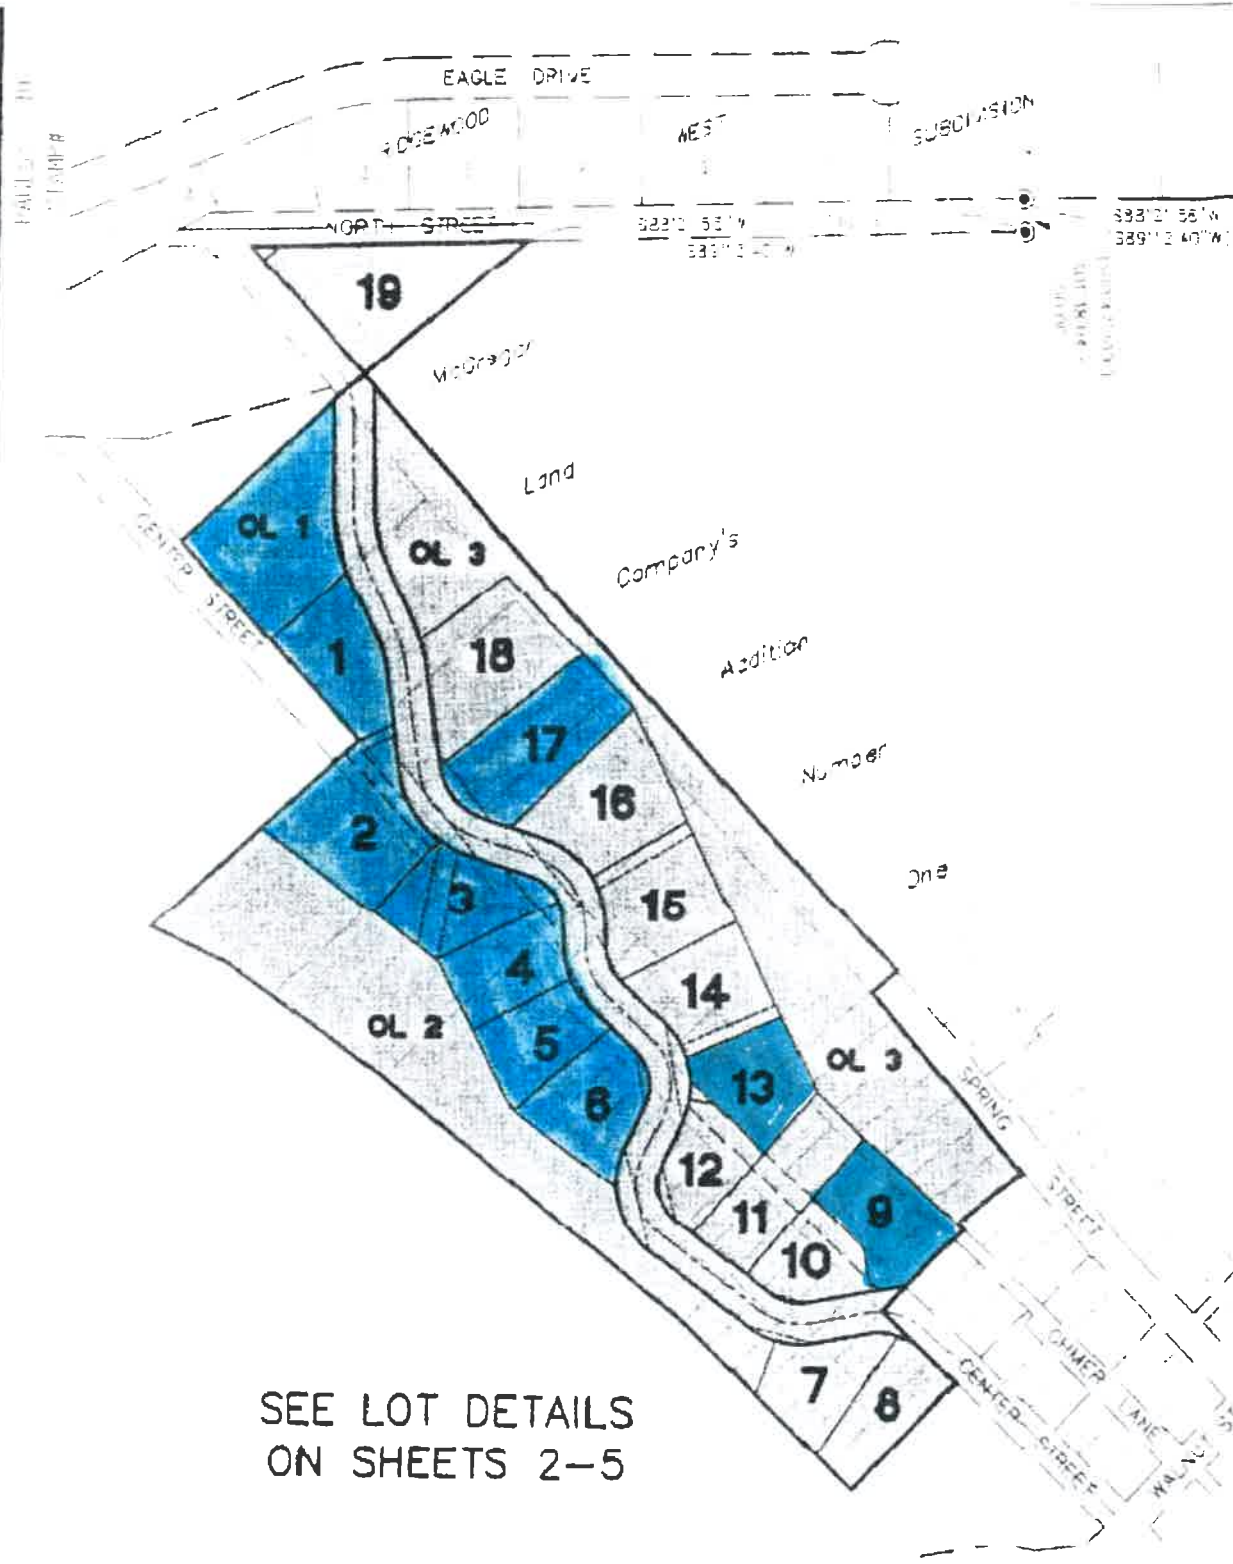 EAGLE DRIVE
RIDGEWOOD WEST SUBDIVISION
NORTH STREET
19
McGregor
Land
Company's
Addition
Number
One
CENTER STREET
OL 1
OL 3
1
18
17
2
16
3
15
4
14
OL 2
5
OL 3
13
6
SPRING STREET
12
9
11
10
7
8
OHMER LANE
CENTER STREET
SEE LOT DETAILS
ON SHEETS 2-5